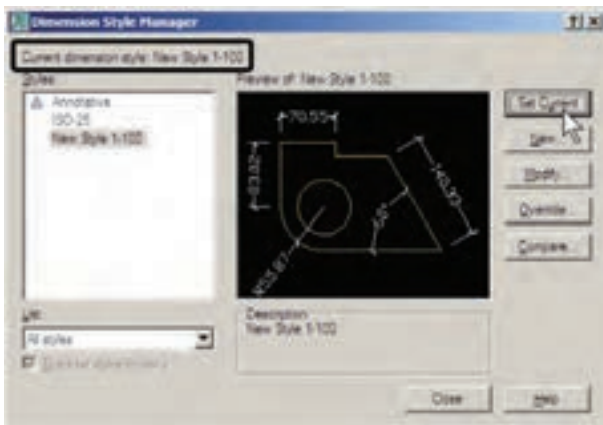 Dimension Style Manager
Current dimension style: New Style 1-100
Styles
Annotative
ISO-25
New Style 1-100
Preview of: New Style 1-100
70.55
140.93
Set Current
New...
Modify...
Override...
Compare...
List:
All styles
Description
New Style 1-100
Close
Help